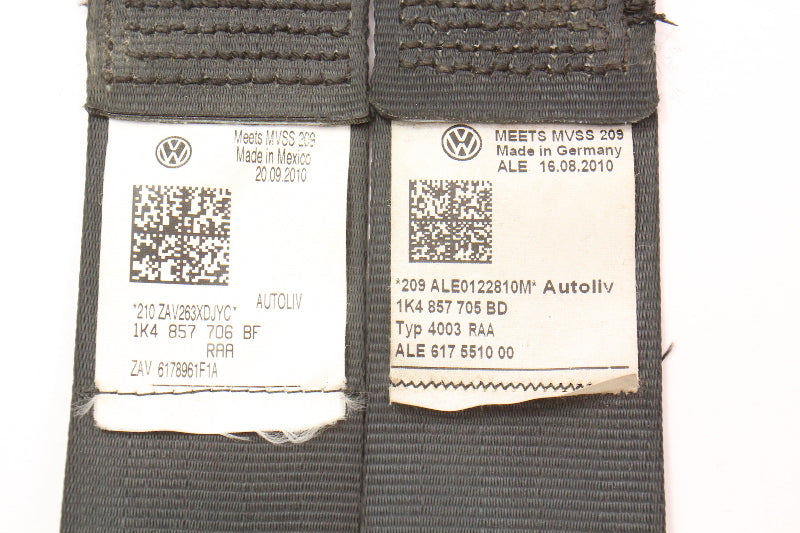 Meets MVSS 209
Made in Mexico
20.09.2010
AUTOLIV
*210 ZAV263XDJYC*
1K4 857 706 BF
RAA
ZAV 6178961F1A
MEETS MVSS 209
Made in Germany
ALE 16.08.2010
*209 ALE0122810M* Autoliv
1K4 857 705 BD
Typ 4003 RAA
ALE 617 5510 00